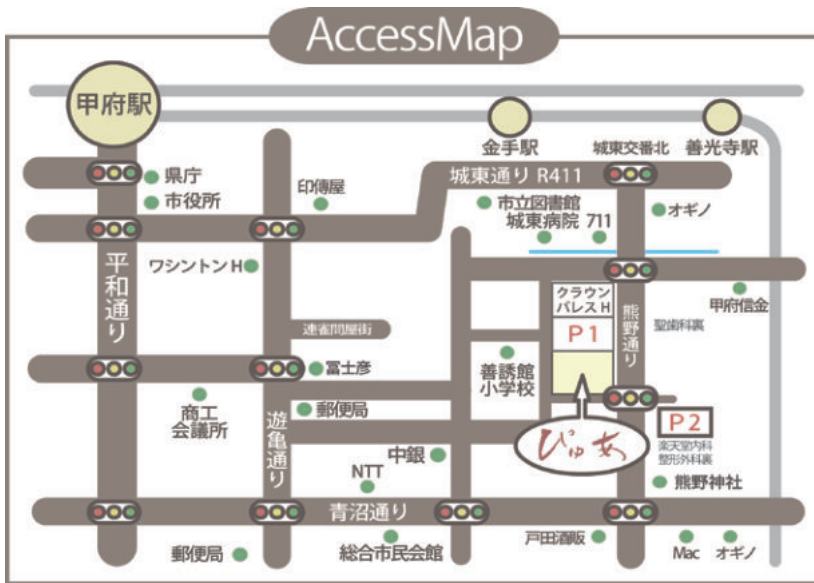 AccessMap
甲府駅
金手駅
城東交番北
善光寺駅
県庁
市役所
印傳屋
城東通り R411
市立図書館
城東病院
711
オギノ
平和通り
ワシントンH
クラウン
パレスH
P1
熊野通り
甲府信金
聖歯科裏
連雀問屋街
冨士彦
善誘館
小学校
商工
会議所
遊亀通り
郵便局
ぴゅあ
P2
楽天堂内科
整形外科裏
中銀
NTT
熊野神社
青沼通り
郵便局
総合市民会館
戸田酒販
Mac
オギノ